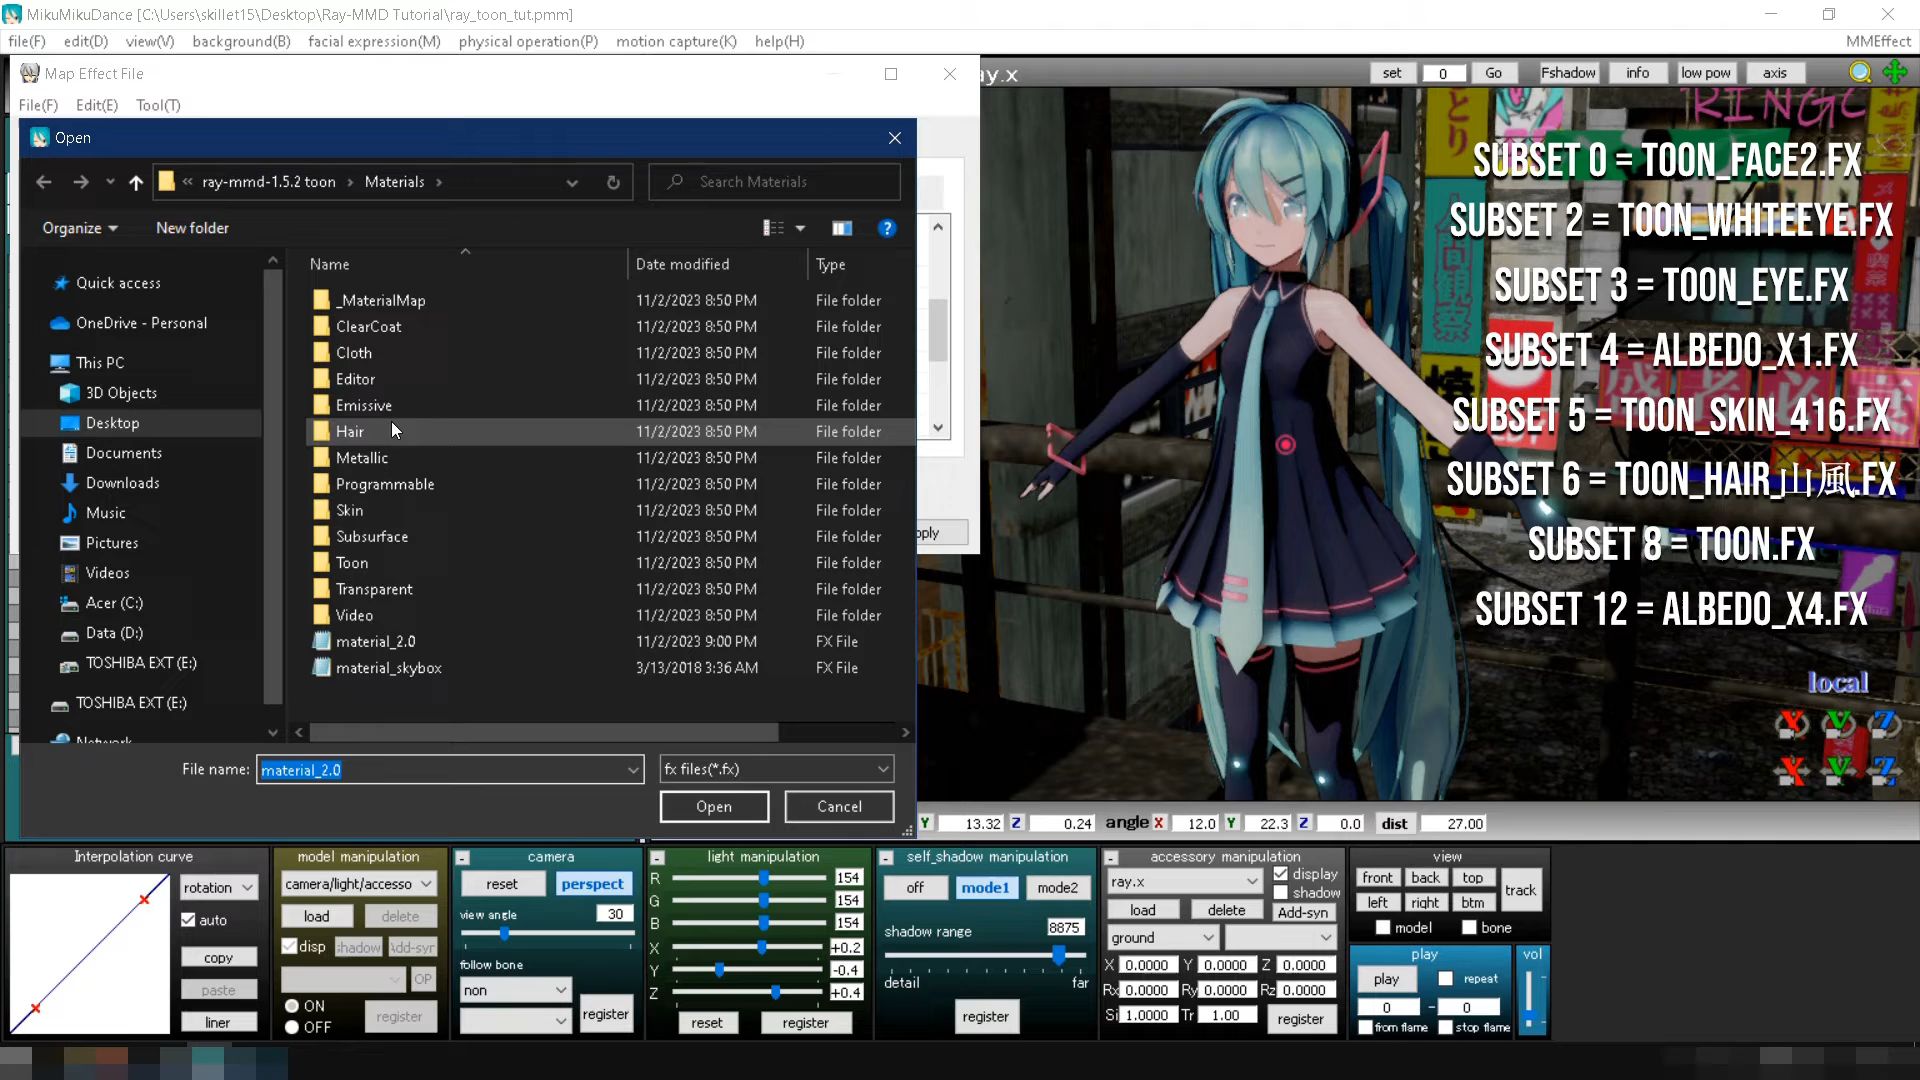 MikuMikuDance [C:\Users\skillet15\Desktop\Ray-MMD Tutorial\ray_toon_tut.pmm]
file(F) edit(D) view(V) background(B) facial expression(M) physical operation(P) motion capture(K) help(H) MMEffect
Map Effect File
File(F) Edit(E) Tool(T)
ay.x set 0 Go Fshadow info low pow axis
Open
« ray-mmd-1.5.2 toon › Materials › Search Materials
Organize New folder
Name Date modified Type
Quick access
OneDrive - Personal
This PC
3D Objects
Desktop
Documents
Downloads
Music
Pictures
Videos
Acer (C:)
Data (D:)
TOSHIBA EXT (E:)
TOSHIBA EXT (E:)
Network
_MaterialMap 11/2/2023 8:50 PM File folder
ClearCoat 11/2/2023 8:50 PM File folder
Cloth 11/2/2023 8:50 PM File folder
Editor 11/2/2023 8:50 PM File folder
Emissive 11/2/2023 8:50 PM File folder
Hair 11/2/2023 8:50 PM File folder
Metallic 11/2/2023 8:50 PM File folder
Programmable 11/2/2023 8:50 PM File folder
Skin 11/2/2023 8:50 PM File folder
Subsurface 11/2/2023 8:50 PM File folder
Toon 11/2/2023 8:50 PM File folder
Transparent 11/2/2023 8:50 PM File folder
Video 11/2/2023 8:50 PM File folder
material_2.0 11/2/2023 9:00 PM FX File
material_skybox 3/13/2018 3:36 AM FX File
File name: material_2.0 fx files(*.fx)
Open Cancel
pply
SUBSET 0 = TOON_FACE2.FX
SUBSET 2 = TOON_WHITEEYE.FX
SUBSET 3 = TOON_EYE.FX
SUBSET 4 = ALBEDO_X1.FX
SUBSET 5 = TOON_SKIN_416.FX
SUBSET 6 = TOON_HAIR_山風.FX
SUBSET 8 = TOON.FX
SUBSET 12 = ALBEDO_X4.FX
local
X Y Z
X Y Z
Y 13.32 Z 0.24 angle X 12.0 Y 22.3 Z 0.0 dist 27.00
Interpolation curve
rotation
auto
copy
paste
liner
model manipulation
camera/light/accesso
load delete
disp shadow Add-syn
OP
ON
OFF
register
camera
reset perspect
view angle 30
follow bone
non
register
light manipulation
R 154
G 154
B 154
X +0.2
Y -0.4
Z +0.4
reset register
self_shadow manipulation
off mode1 mode2
shadow range 8875
detail far
register
accessory manipulation
ray.x display
shadow
load delete Add-syn
ground
X 0.0000 Y 0.0000 Z 0.0000
Rx 0.0000 Ry 0.0000 Rz 0.0000
Si 1.0000 Tr 1.00 register
view
front back top
left right btm
track
model bone
play vol
play repeat
0 - 0
from flame stop flame